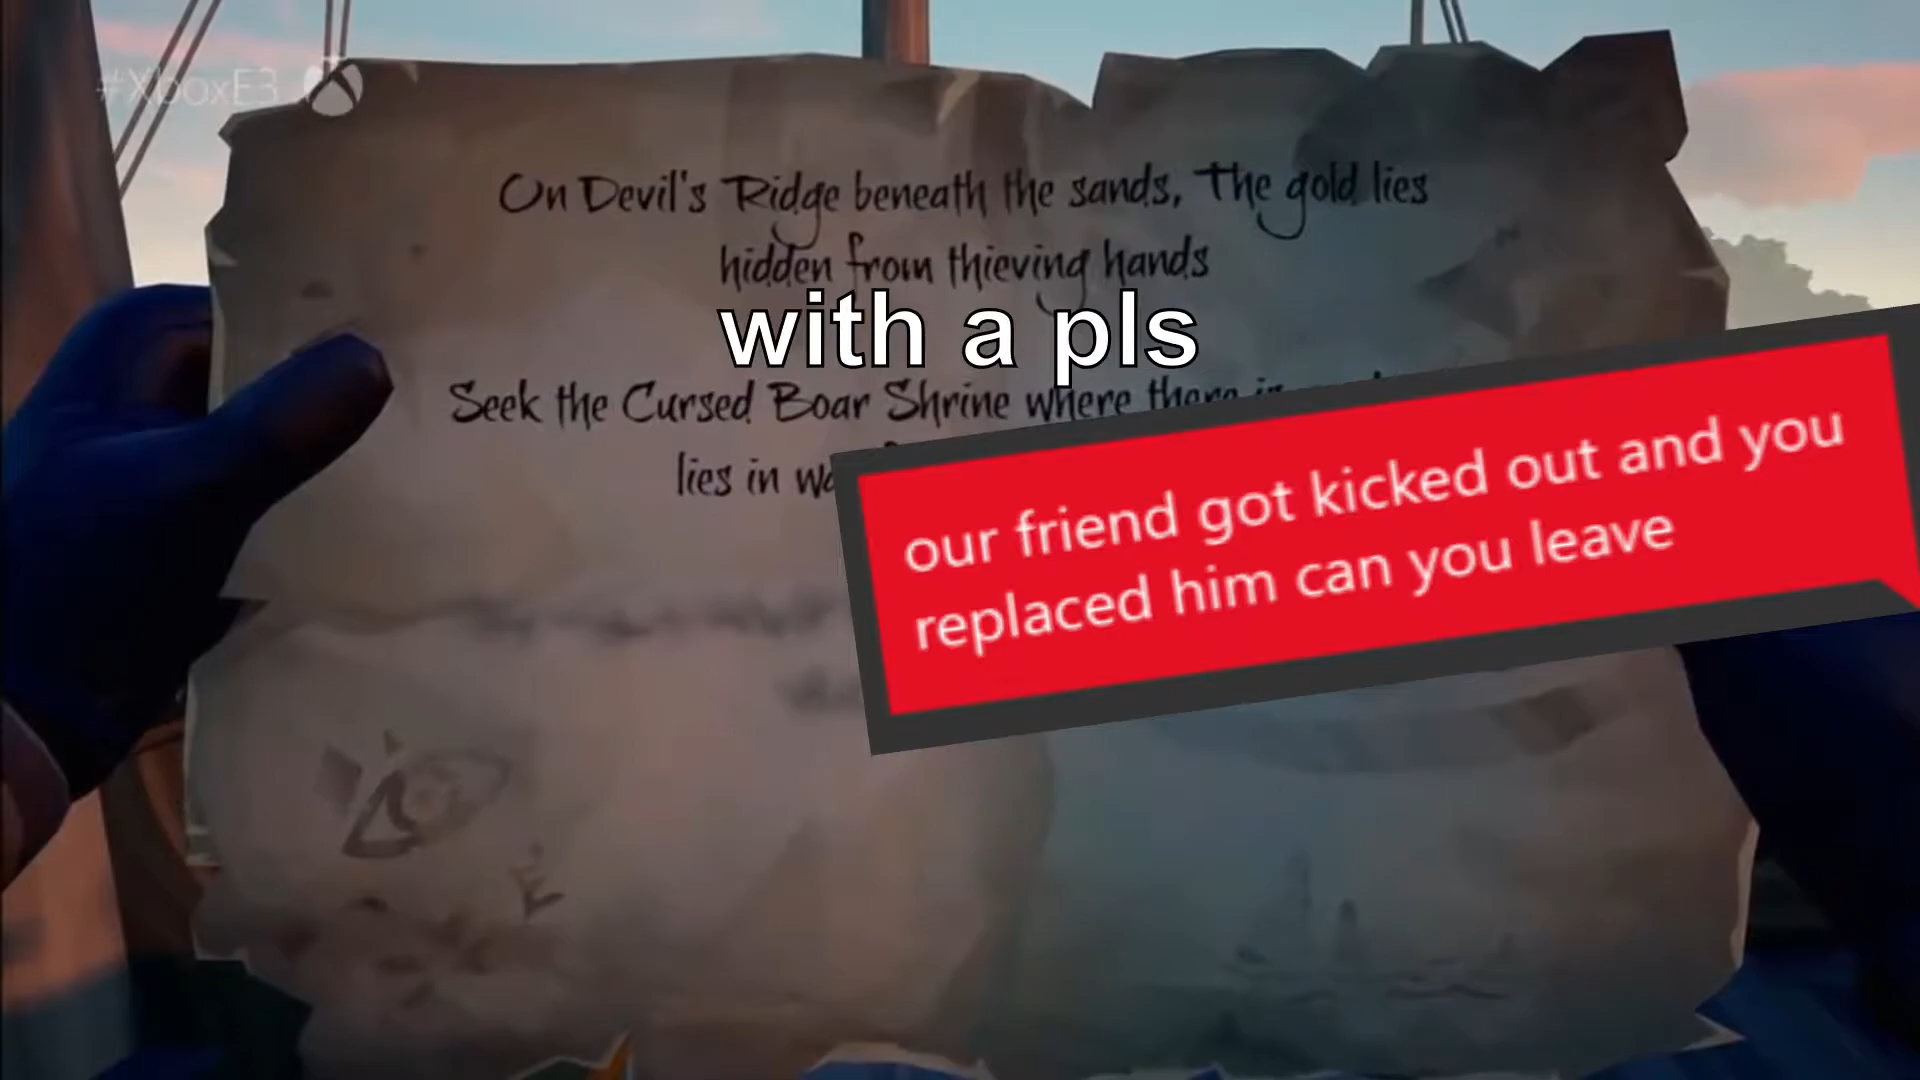 #XboxE3
On Devil's Ridge beneath the sands, The gold lies
hidden from thieving hands
with a pls
Seek the Cursed Boar Shrine where there
lies in
our friend got kicked out and you
replaced him can you leave